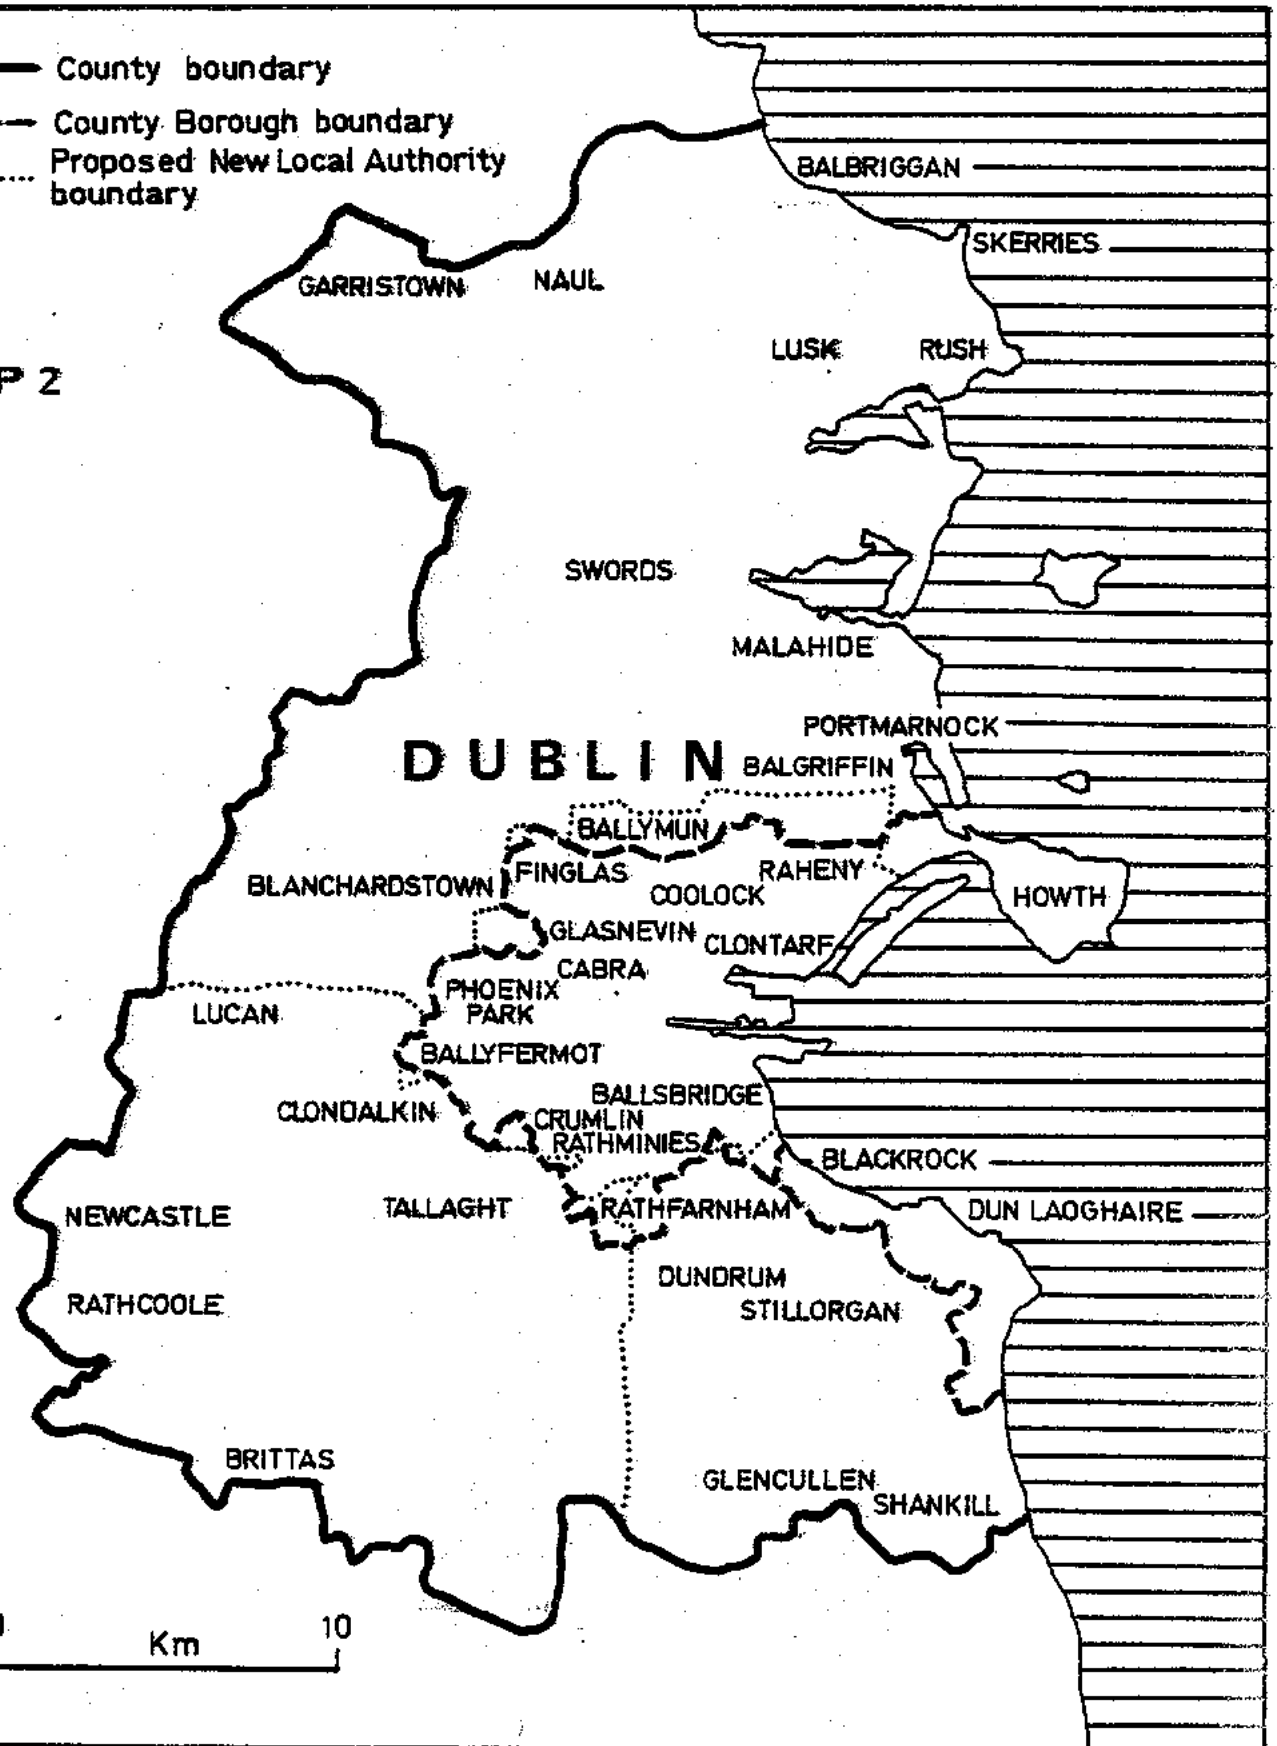 County boundary
County Borough boundary
Proposed New Local Authority
boundary
BALBRIGGAN
SKERRIES
GARRISTOWN
NAUL
LUSK
RUSH
P 2
SWORDS
MALAHIDE
PORTMARNOCK
DUBLIN
BALGRIFFIN
BALLYMUN
RAHENY
FINGLAS
BLANCHARDSTOWN
COOLOCK
HOWTH
GLASNEVIN
CLONTARF
CABRA
PHOENIX
PARK
LUCAN
BALLYFERMOT
BALLSBRIDGE
CLONDALKIN
CRUMLIN
RATHMINIES
BLACKROCK
TALLAGHT
RATHFARNHAM
DUN LAOGHAIRE
NEWCASTLE
DUNDRUM
RATHCOOLE
STILLORGAN
BRITTAS
GLENCULLEN
SHANKILL
10
Km